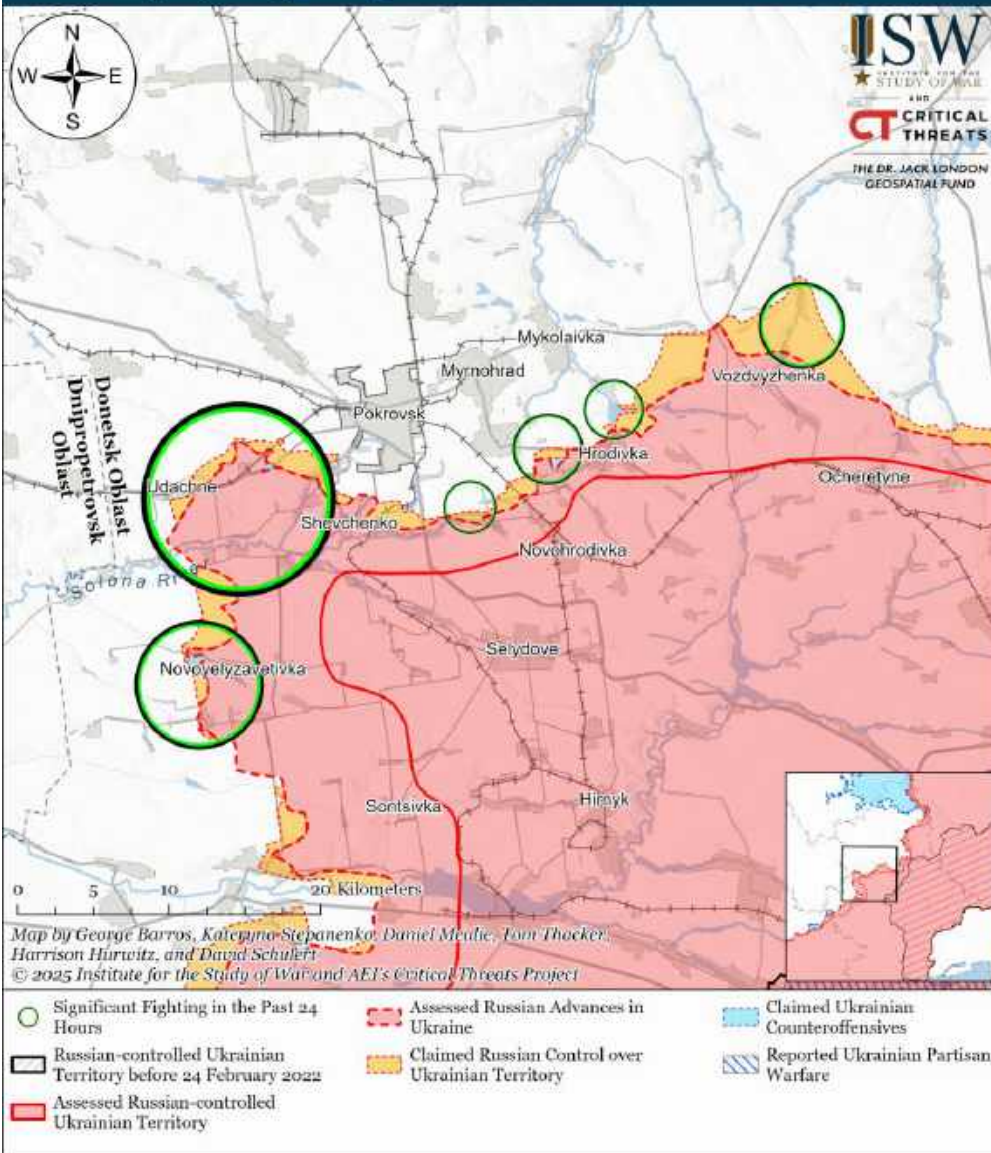 N
W
E
S
ISW
INSTITUTE FOR THE
STUDY OF WAR
AND
CT CRITICAL
THREATS
THE DR. JACK LONDON
GEOSPATIAL FUND
Mykolaivka
Myrnohrad
Vozdvyzhenka
Pokrovsk
Donetsk Oblast
Dnipropetrovsk
Oblast
Hrodivka
Udachne
Ocheretyne
Shevchenko
Novohrodivka
Solona River
Selydove
Novoyelyzavetivka
Sontsivka
Hirnyk
0 5 10 20 Kilometers
Map by George Barros, Kateryna Stepanenko, Daniel Mealie, Tom Thacker,
Harrison Hurwitz, and David Schulert
© 2025 Institute for the Study of War and AEI's Critical Threats Project
Significant Fighting in the Past 24
Hours
Russian-controlled Ukrainian
Territory before 24 February 2022
Assessed Russian-controlled
Ukrainian Territory
Assessed Russian Advances in
Ukraine
Claimed Russian Control over
Ukrainian Territory
Claimed Ukrainian
Counteroffensives
Reported Ukrainian Partisan
Warfare